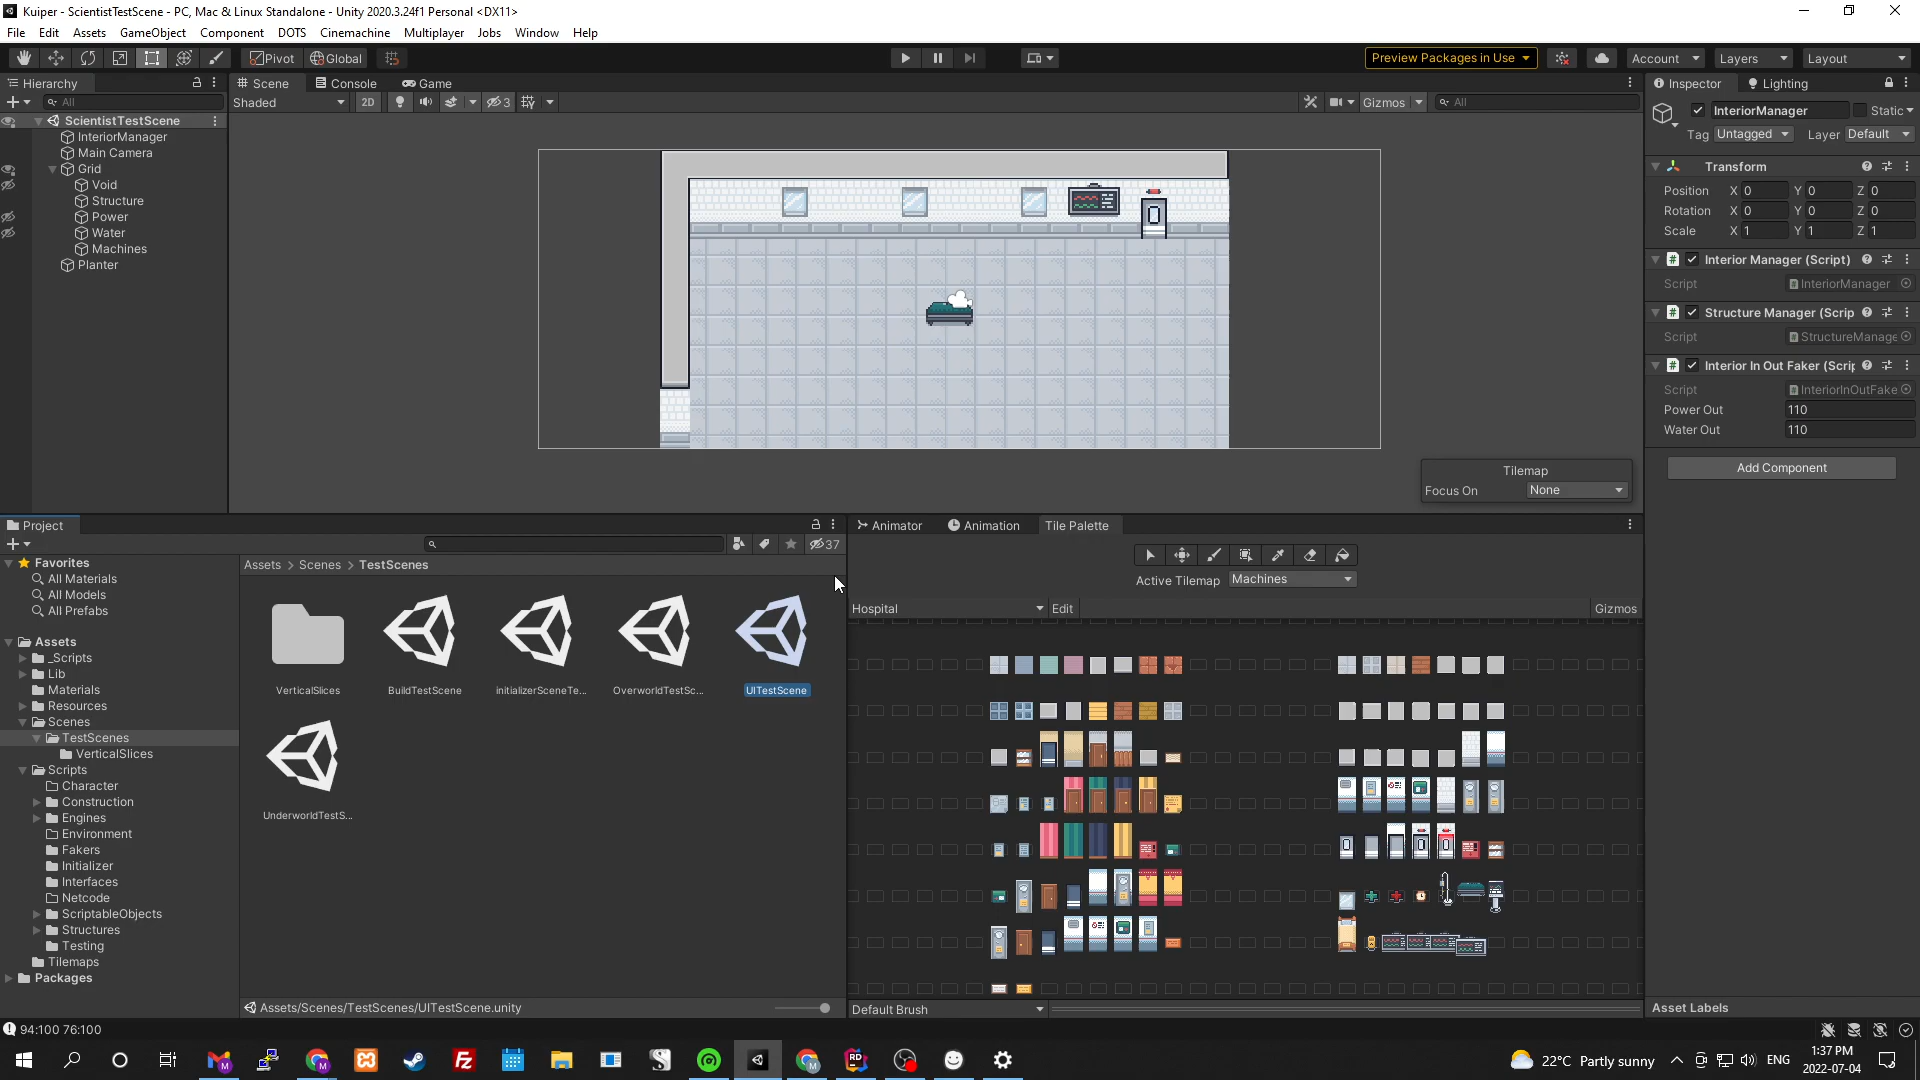 Kuiper - ScientistTestScene - PC, Mac & Linux Standalone - Unity 2020.3.24f1 Personal <DX11>
File Edit Assets GameObject Component DOTS Cinemachine Multiplayer Jobs Window Help
Pivot Global Preview Packages in Use Account Layers Layout
Hierarchy
All
ScientistTestScene
InteriorManager
Main Camera
Grid
Void
Structure
Power
Water
Machines
Planter
Scene Console Game
Shaded 2D 3 Gizmos All
Tilemap
Focus On None
Inspector Lighting
InteriorManager Static
Tag Untagged Layer Default
Transform
Position X 0 Y 0 Z 0
Rotation X 0 Y 0 Z 0
Scale X 1 Y 1 Z 1
Interior Manager (Script)
Script InteriorManager
Structure Manager (Scrip
Script StructureManage
Interior In Out Faker (Scrip
Script InteriorInOutFake
Power Out 110
Water Out 110
Add Component
Asset Labels
Project
37
Favorites
All Materials
All Models
All Prefabs
Assets
_Scripts
Lib
Materials
Resources
Scenes
TestScenes
VerticalSlices
Scripts
Character
Construction
Engines
Environment
Fakers
Initializer
Interfaces
Netcode
ScriptableObjects
Structures
Testing
Tilemaps
Packages
Assets > Scenes > TestScenes
VerticalSlices BuildTestScene initializerSceneTe... OverworldTestSc... UITestScene
UnderworldTestS...
Assets/Scenes/TestScenes/UITestScene.unity
Animator Animation Tile Palette
Active Tilemap Machines
Hospital Edit Gizmos
Default Brush
94:100 76:100
22°C Partly sunny ENG 1:37 PM
2022-07-04